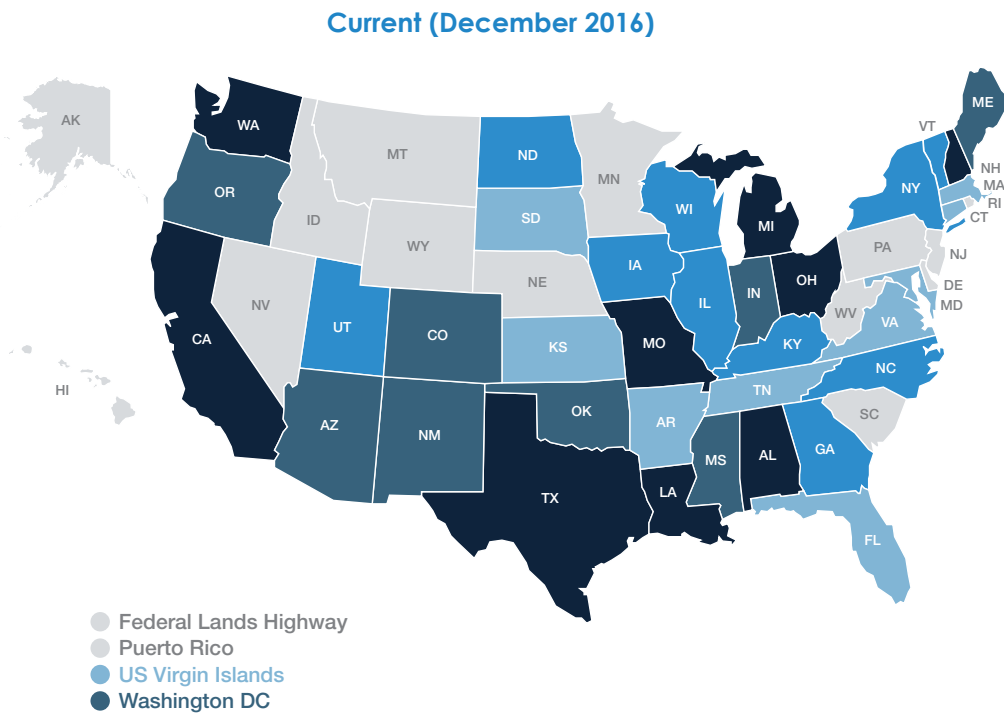 Current (December 2016)
AK
WA
OR
CA
ID
NV
MT
WY
UT
AZ
CO
NM
ND
SD
NE
KS
OK
TX
MN
IA
MO
AR
LA
WI
IL
MI
IN
OH
KY
TN
MS
AL
GA
FL
SC
NC
VA
WV
PA
NY
VT
ME
NH
MA
RI
CT
NJ
DE
MD
HI
Federal Lands Highway
Puerto Rico
US Virgin Islands
Washington DC